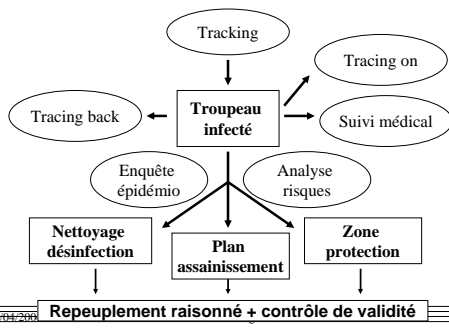 Tracking
Tracing on
Tracing back
Troupeau
infecté
Suivi médical
Enquête
épidémio
Analyse
risques
Nettoyage
désinfection
Plan
assainissement
Zone
protection
Repeuplement raisonné + contrôle de validité